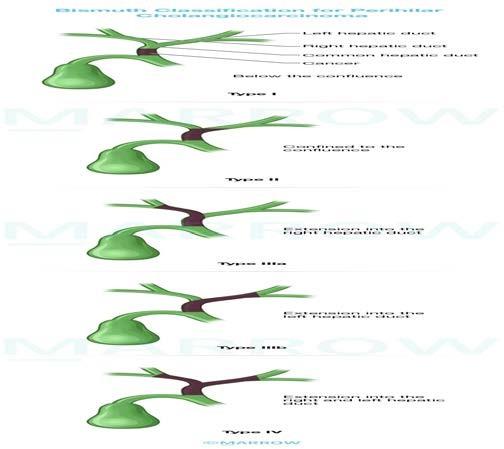 Bismuth Classification for Perihilar
Cholangiocarcinoma
Left hepatic duct
Right hepatic duct
Common hepatic duct
Cancer
Below the confluence
Type I
MARROW
Confined to the
confluence
Type II
MARROW
Extension into the
right hepatic duct
Type IIIa
Extension into the
left hepatic duct
Type IIIb
MARROW
Extension into the
right and left hepatic
duct
Type IV
©MARROW